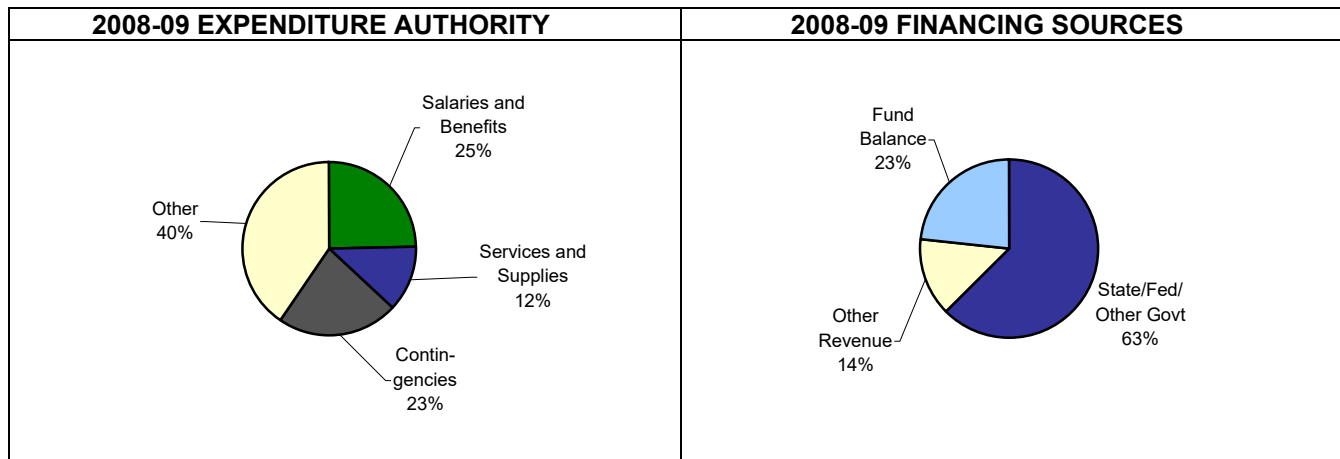 2008-09 EXPENDITURE AUTHORITY
Salaries and
Benefits
25%
Other
40%
Services and
Supplies
12%
Contin-
gencies
23%
2008-09 FINANCING SOURCES
Fund
Balance
23%
State/Fed/
Other Govt
63%
Other
Revenue
14%